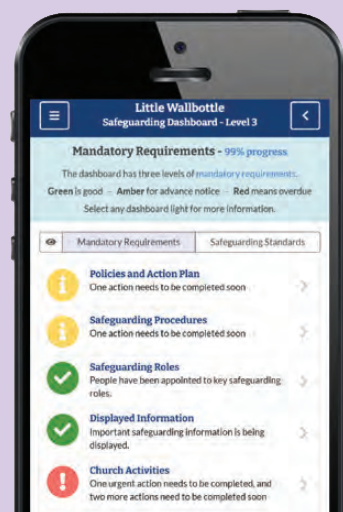 Little Wallbottle
Safeguarding Dashboard - Level 3
Mandatory Requirements - 99% progress
The dashboard has three levels of mandatory requirements.
Green is good - Amber for advance notice - Red means overdue
Select any dashboard light for more information.
Mandatory Requirements Safeguarding Standards
Policies and Action Plan
One action needs to be completed soon
Safeguarding Procedures
One action needs to be completed soon
Safeguarding Roles
People have been appointed to key safeguarding
roles.
Displayed Information
Important safeguarding information is being
displayed.
Church Activities
One urgent action needs to be completed, and
two more actions need to be completed soon